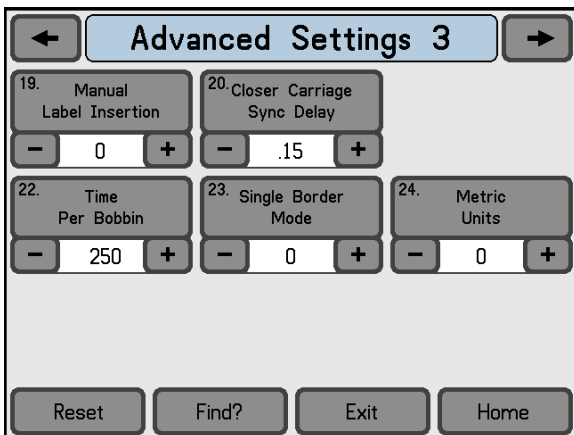 Advanced Settings 3
19. Manual
Label Insertion
- 0 +
20. Closer Carriage
Sync Delay
- .15 +
22. Time
Per Bobbin
- 250 +
23. Single Border
Mode
- 0 +
24. Metric
Units
- 0 +
Reset Find? Exit Home